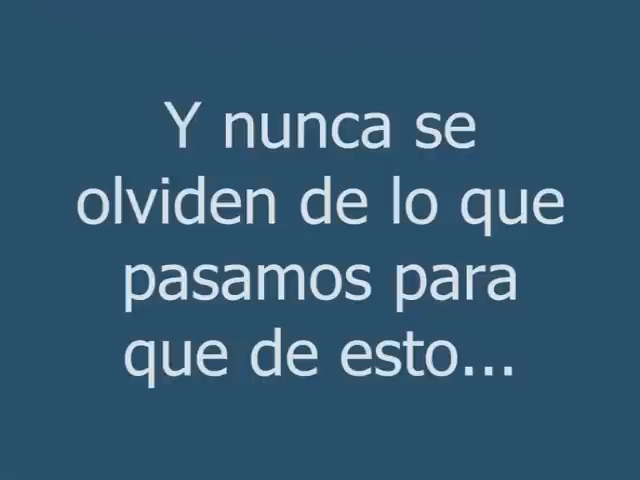 Y nunca se
olviden de lo que
pasamos para
que de esto...